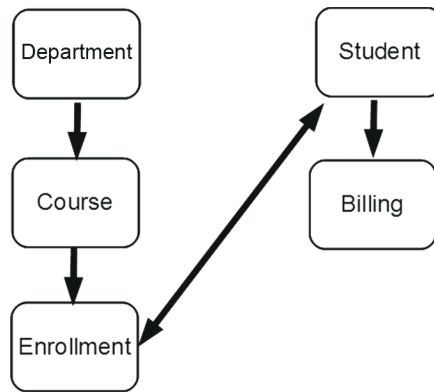 Department
Student
Course
Billing
Enrollment